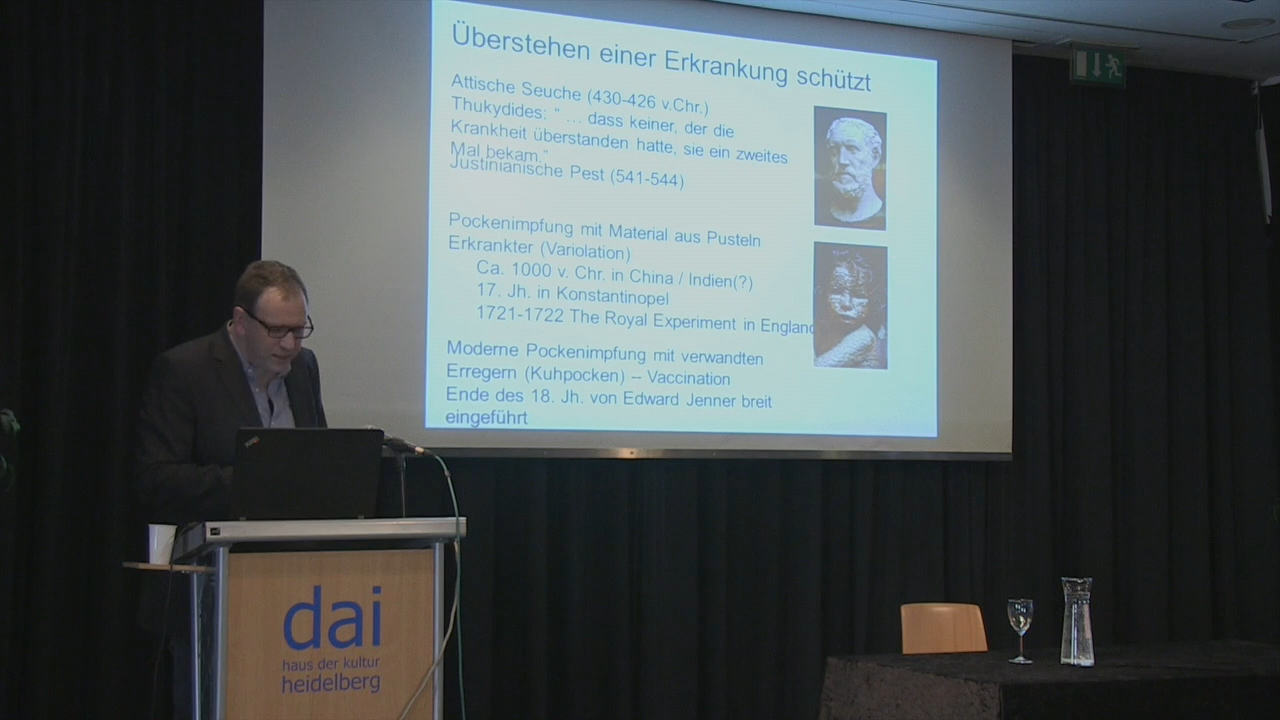 Überstehen einer Erkrankung schützt
Attische Seuche (430-426 v.Chr.)
Thukydides: " ... dass keiner, der die
Krankheit überstanden hatte, sie ein zweites
Mal bekam."
Justinianische Pest (541-544)
Pockenimpfung mit Material aus Pusteln
Erkrankter (Variolation)
Ca. 1000 v. Chr. in China / Indien(?)
17. Jh. in Konstantinopel
1721-1722 The Royal Experiment in England
Moderne Pockenimpfung mit verwandten
Erregern (Kuhpocken) – Vaccination
Ende des 18. Jh. von Edward Jenner breit
eingeführt
dai
haus der kultur
heidelberg